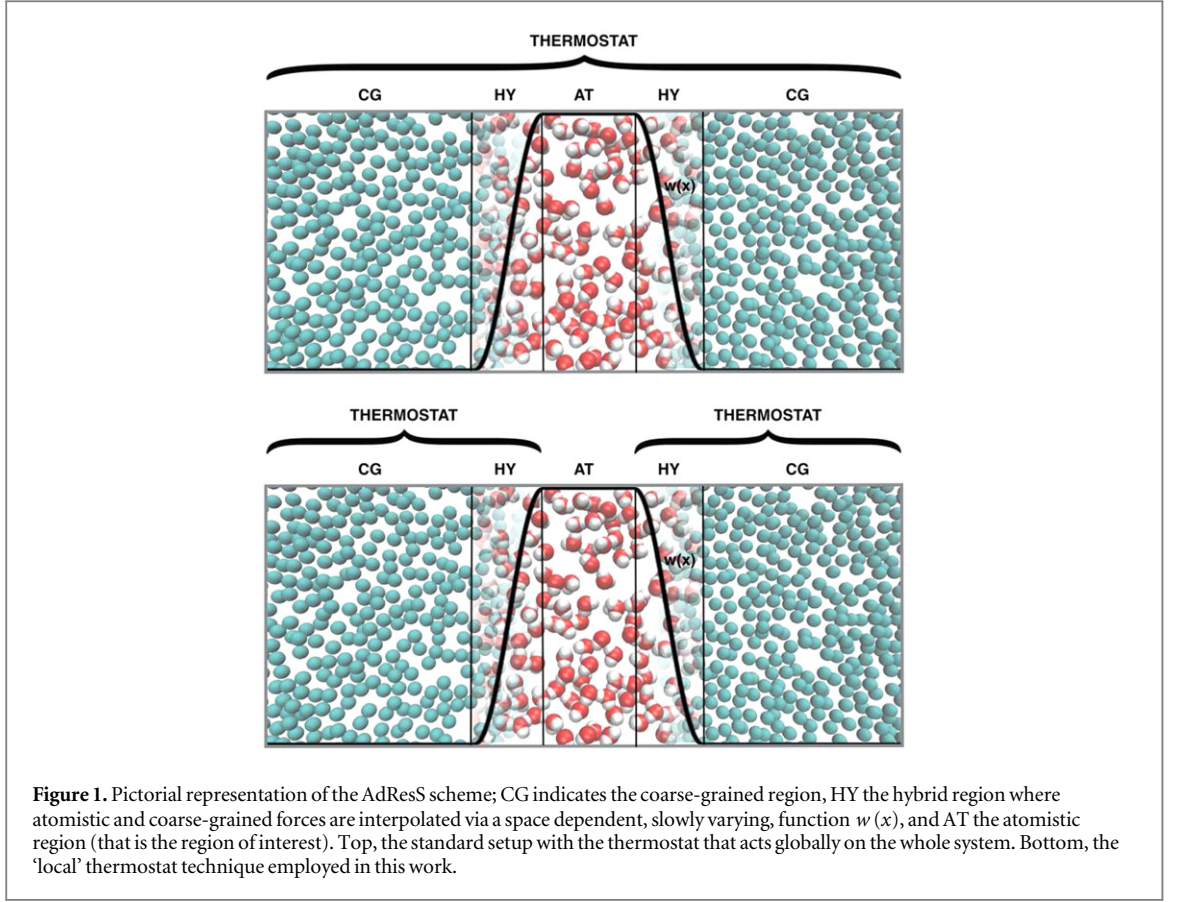 THERMOSTAT
CG HY AT HY CG
w(x)
THERMOSTAT THERMOSTAT
CG HY AT HY CG
w(x)
Figure 1. Pictorial representation of the AdResS scheme; CG indicates the coarse-grained region, HY the hybrid region where
atomistic and coarse-grained forces are interpolated via a space dependent, slowly varying, function w (x), and AT the atomistic
region (that is the region of interest). Top, the standard setup with the thermostat that acts globally on the whole system. Bottom, the
‘local’ thermostat technique employed in this work.